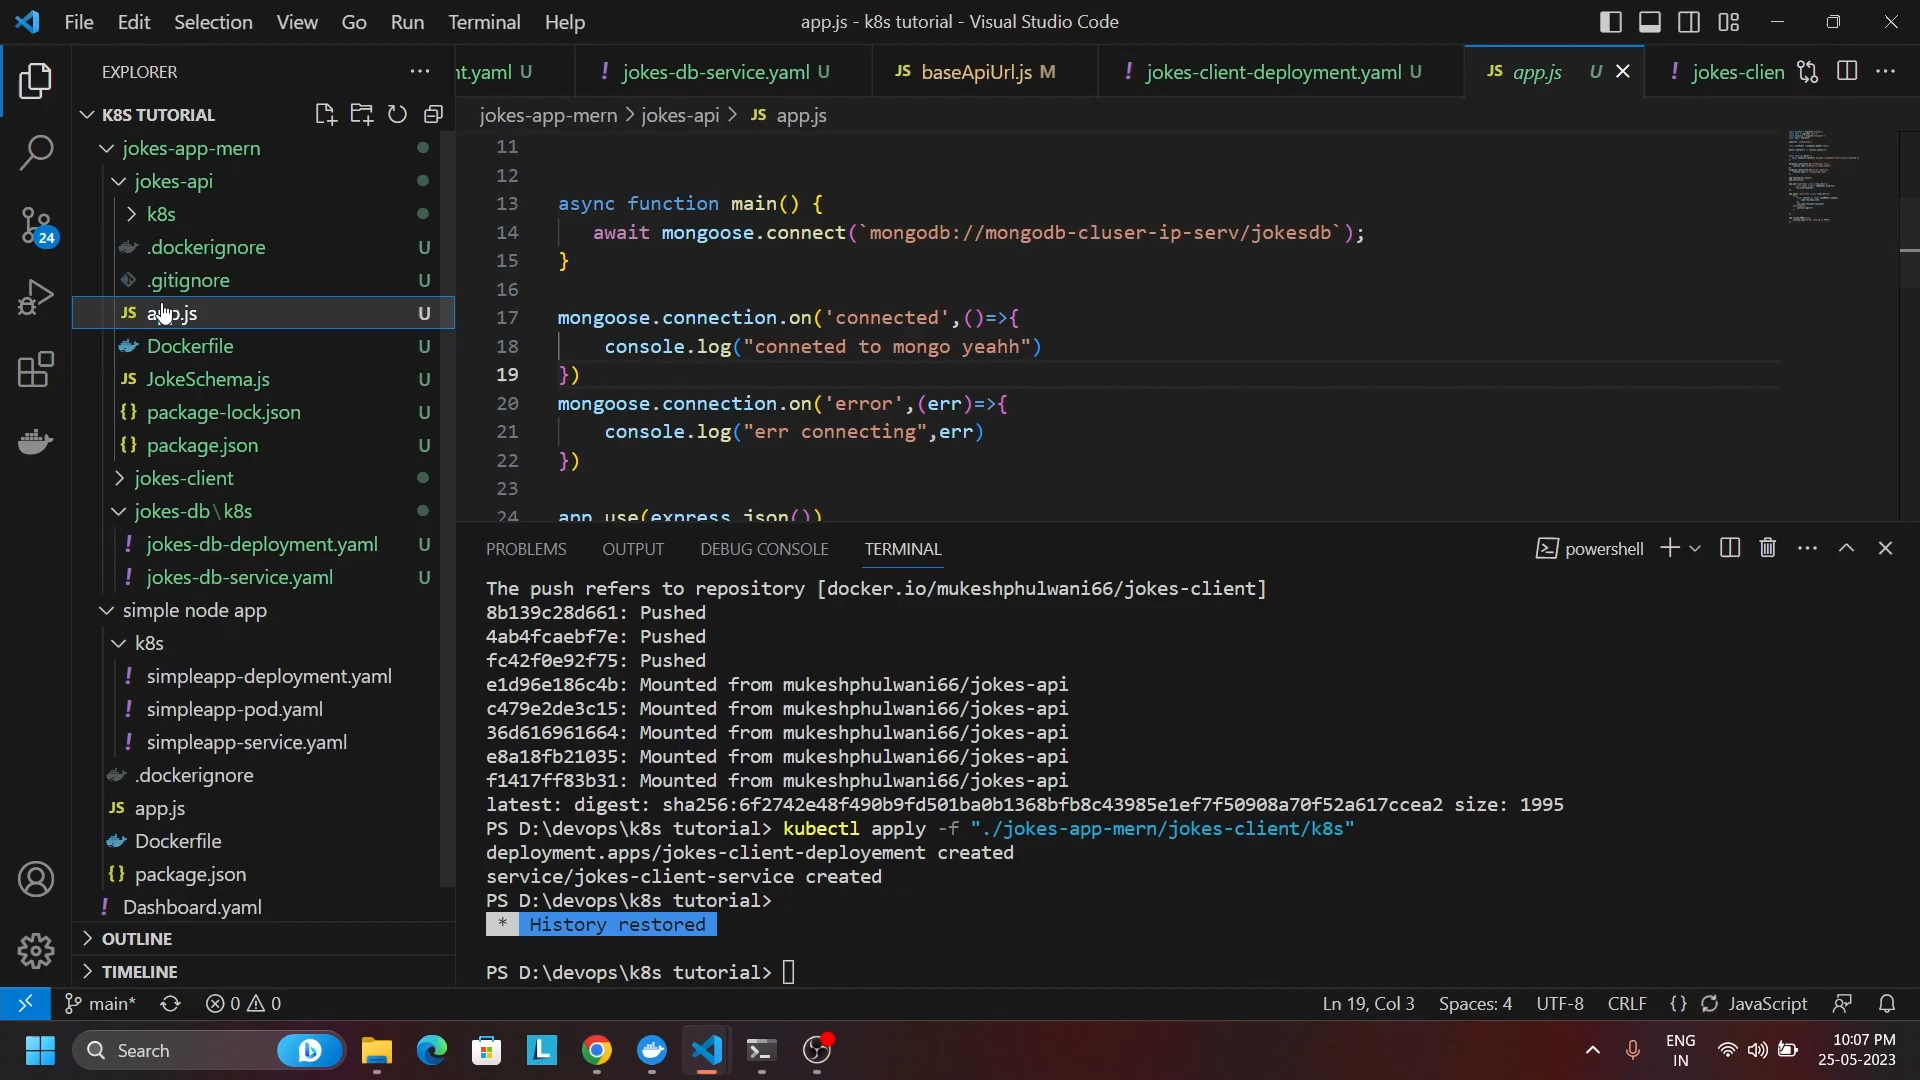 File Edit Selection View Go Run Terminal Help
app.js - k8s tutorial - Visual Studio Code
EXPLORER
nt.yaml U
! jokes-db-service.yaml U
JS baseApiUrl.js M
! jokes-client-deployment.yaml U
JS app.js U
! jokes-clien
K8S TUTORIAL
jokes-app-mern
jokes-api
k8s
.dockerignore U
.gitignore U
JS app.js U
Dockerfile U
JS JokeSchema.js U
{} package-lock.json U
{} package.json U
jokes-client
jokes-db\k8s
! jokes-db-deployment.yaml U
! jokes-db-service.yaml U
simple node app
k8s
! simpleapp-deployment.yaml
! simpleapp-pod.yaml
! simpleapp-service.yaml
.dockerignore
JS app.js
Dockerfile
{} package.json
! Dashboard.yaml
OUTLINE
TIMELINE
24
jokes-app-mern > jokes-api > JS app.js
11
12
13 async function main() {
14 await mongoose.connect(`mongodb://mongodb-cluser-ip-serv/jokesdb`);
15 }
16
17 mongoose.connection.on('connected',()=>{
18 console.log("conneted to mongo yeahh")
19 })
20 mongoose.connection.on('error',(err)=>{
21 console.log("err connecting",err)
22 })
23
24 app.use(express.json())
PROBLEMS OUTPUT DEBUG CONSOLE TERMINAL
powershell
The push refers to repository [docker.io/mukeshphulwani66/jokes-client]
8b139c28d661: Pushed
4ab4fcaebf7e: Pushed
fc42f0e92f75: Pushed
e1d96e186c4b: Mounted from mukeshphulwani66/jokes-api
c479e2de3c15: Mounted from mukeshphulwani66/jokes-api
36d616961664: Mounted from mukeshphulwani66/jokes-api
e8a18fb21035: Mounted from mukeshphulwani66/jokes-api
f1417ff83b31: Mounted from mukeshphulwani66/jokes-api
latest: digest: sha256:6f2742e48f490b9fd501ba0b1368bfb8c43985e1ef7f50908a70f52a617ccea2 size: 1995
PS D:\devops\k8s tutorial> kubectl apply -f "./jokes-app-mern/jokes-client/k8s"
deployment.apps/jokes-client-deployement created
service/jokes-client-service created
PS D:\devops\k8s tutorial>
* History restored
PS D:\devops\k8s tutorial>
main* 0 0
Ln 19, Col 3 Spaces: 4 UTF-8 CRLF {} JavaScript
Search
ENG
IN
10:07 PM
25-05-2023